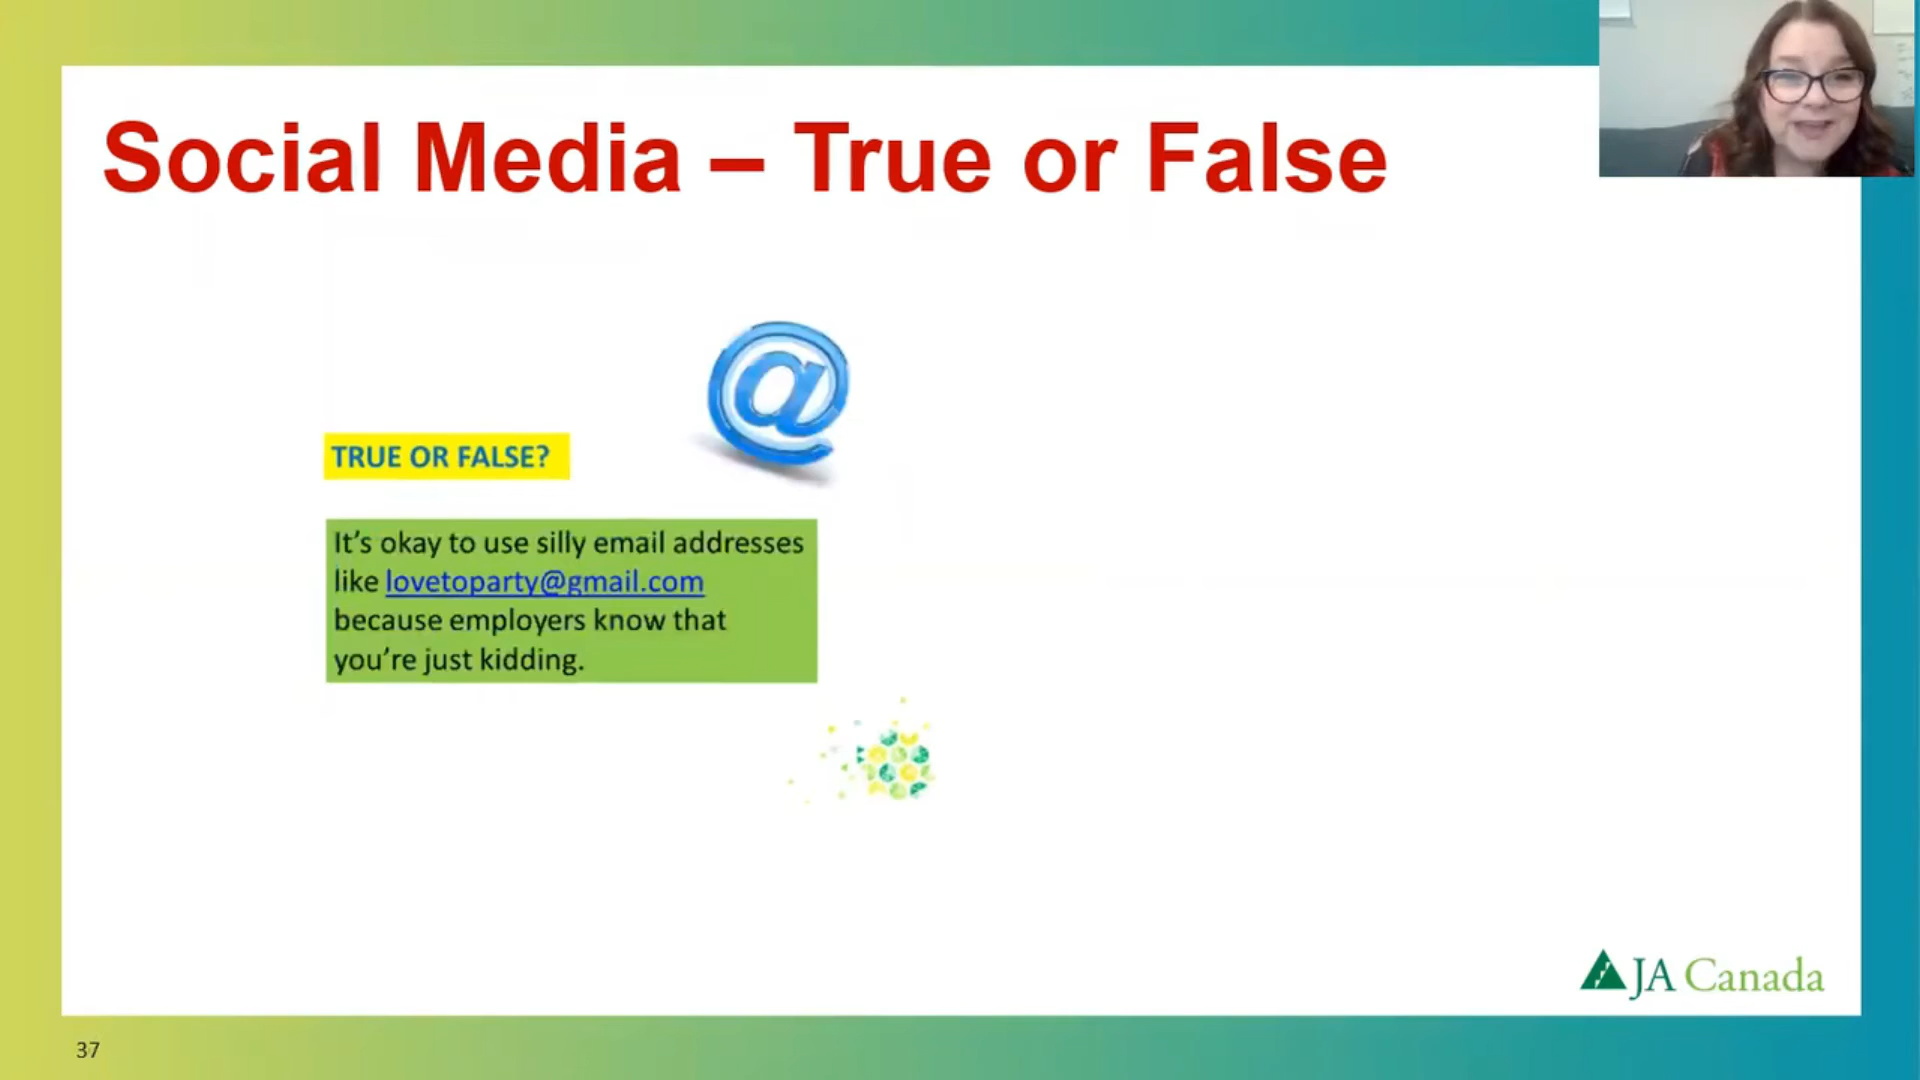 Social Media – True or False
@
TRUE OR FALSE?
It's okay to use silly email addresses
like lovetoparty@gmail.com
because employers know that
you're just kidding.
JA Canada
37